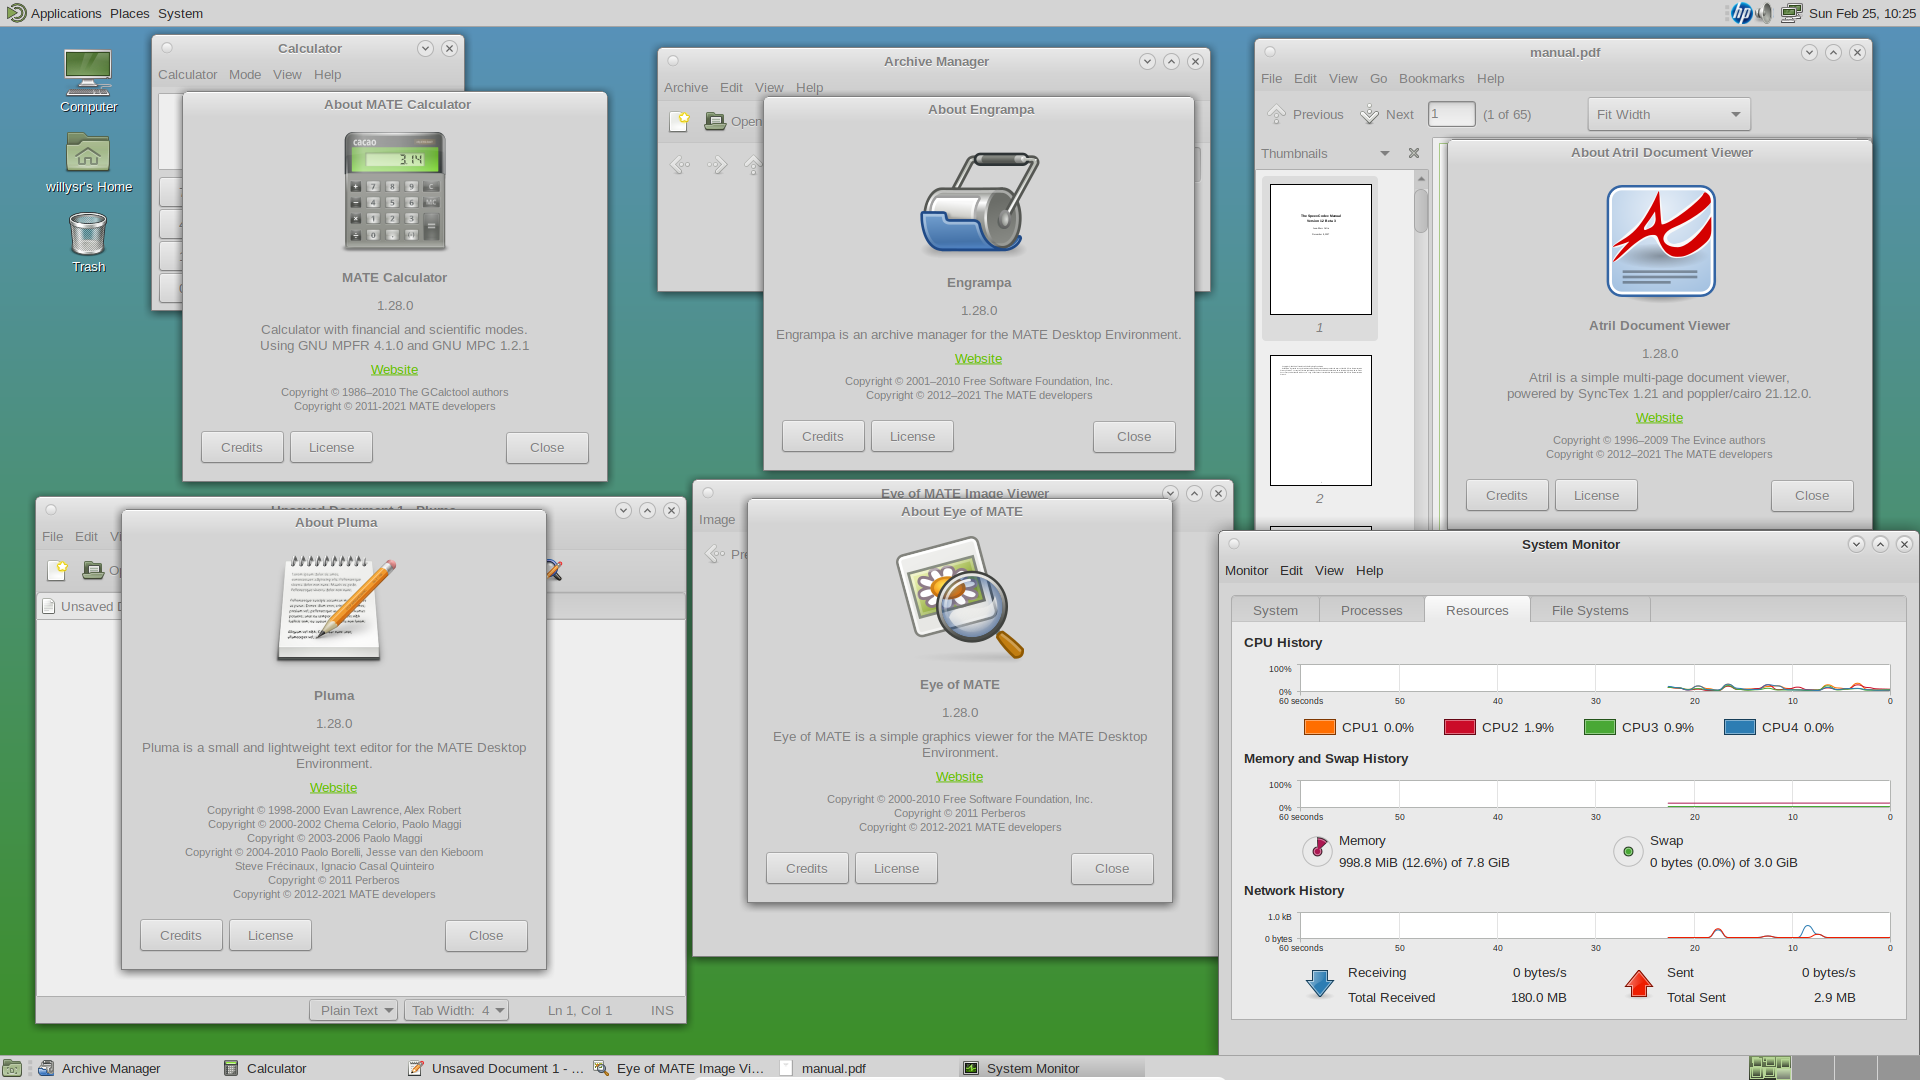 Applications Places System
hp
Sun Feb 25, 10:25
Computer
willysr's Home
Trash
Calculator
Calculator Mode View Help
About MATE Calculator
cacao
3.14
MATE Calculator
1.28.0
Calculator with financial and scientific modes.
Using GNU MPFR 4.1.0 and GNU MPC 1.2.1
Website
Copyright © 1986–2010 The GCalctool authors
Copyright © 2011-2021 MATE developers
Credits License Close
Archive Manager
Archive Edit View Help
Open
About Engrampa
Engrampa
1.28.0
Engrampa is an archive manager for the MATE Desktop Environment.
Website
Copyright © 2001–2010 Free Software Foundation, Inc.
Copyright © 2012–2021 The MATE developers
Credits License Close
manual.pdf
File Edit View Go Bookmarks Help
Previous Next 1 (1 of 65) Fit Width
Thumbnails
1
2
About Atril Document Viewer
Atril Document Viewer
1.28.0
Atril is a simple multi-page document viewer,
powered by SyncTex 1.21 and poppler/cairo 21.12.0.
Website
Copyright © 1996–2009 The Evince authors
Copyright © 2012–2021 The MATE developers
Credits License Close
File Edit
Unsaved
About Pluma
Pluma
1.28.0
Pluma is a small and lightweight text editor for the MATE Desktop
Environment.
Website
Copyright © 1998-2000 Evan Lawrence, Alex Robert
Copyright © 2000-2002 Chema Celorio, Paolo Maggi
Copyright © 2003-2006 Paolo Maggi
Copyright © 2004-2010 Paolo Borelli, Jesse van den Kieboom
Steve Frécinaux, Ignacio Casal Quinteiro
Copyright © 2011 Perberos
Copyright © 2012-2021 MATE developers
Credits License Close
Plain Text Tab Width: 4 Ln 1, Col 1 INS
Eye of MATE Image Viewer
Image
About Eye of MATE
Eye of MATE
1.28.0
Eye of MATE is a simple graphics viewer for the MATE Desktop
Environment.
Website
Copyright © 2000-2010 Free Software Foundation, Inc.
Copyright © 2011 Perberos
Copyright © 2012-2021 MATE developers
Credits License Close
System Monitor
Monitor Edit View Help
System Processes Resources File Systems
CPU History
100%
0%
60 seconds 50 40 30 20 10 0
CPU1 0.0% CPU2 1.9% CPU3 0.9% CPU4 0.0%
Memory and Swap History
100%
0%
60 seconds 50 40 30 20 10 0
Memory
998.8 MiB (12.6%) of 7.8 GiB
Swap
0 bytes (0.0%) of 3.0 GiB
Network History
1.0 kB
0 bytes
60 seconds 50 40 30 20 10 0
Receiving 0 bytes/s
Total Received 180.0 MB
Sent 0 bytes/s
Total Sent 2.9 MB
Archive Manager Calculator Unsaved Document 1 - ... Eye of MATE Image Vi... manual.pdf System Monitor